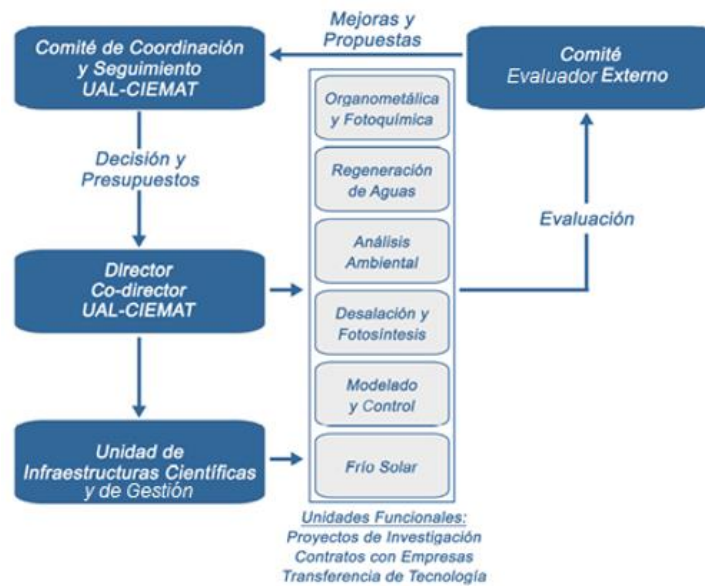 Mejoras y
Propuestas
Comité de Coordinación
y Seguimiento
UAL-CIEMAT
Comité
Evaluador Externo
Organometálica
y Fotoquímica
Decisión y
Presupuestos
Regeneración
de Aguas
Evaluación
Análisis
Ambiental
Director
Co-director
UAL-CIEMAT
Desalación y
Fotosíntesis
Modelado
y Control
Unidad de
Infraestructuras Científicas
y de Gestión
Frío Solar
Unidades Funcionales:
Proyectos de Investigación
Contratos con Empresas
Transferencia de Tecnología